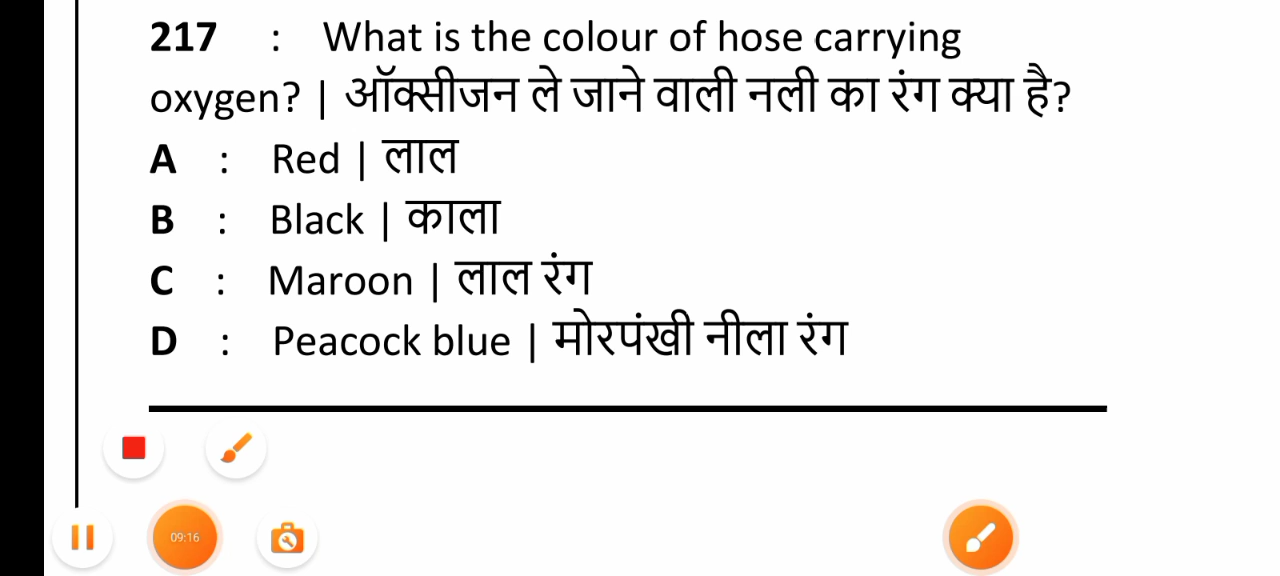 217 : What is the colour of hose carrying
oxygen? | ऑक्सीजन ले जाने वाली नली का रंग क्या है?
A : Red | लाल
B : Black | काला
C : Maroon | लाल रंग
D : Peacock blue | मोरपंखी नीला रंग
09:16